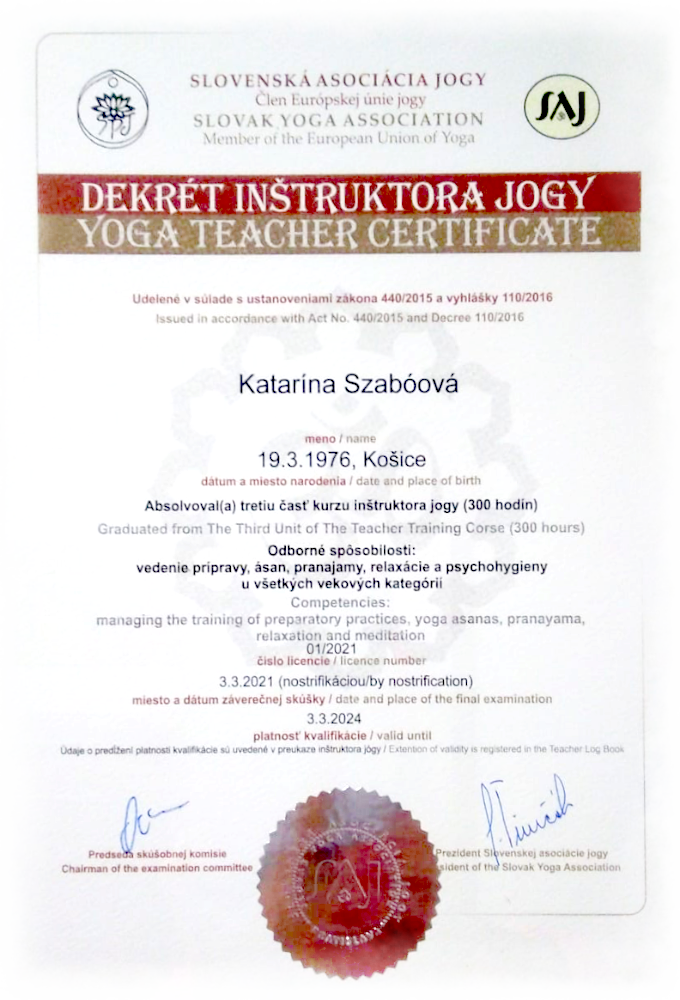 SLOVENSKÁ ASOCIÁCIA JOGY
Člen Európskej únie jogy
SLOVAK YOGA ASSOCIATION
Member of the European Union of Yoga
SPJ
SAJ
DEKRÉT INŠTRUKTORA JOGY
YOGA TEACHER CERTIFICATE
Udelené v súlade s ustanoveniami zákona 440/2015 a vyhlášky 110/2016
Issued in accordance with Act No. 440/2015 and Decree 110/2016
Katarína Szabóová
meno / name
19.3.1976, Košice
dátum a miesto narodenia / date and place of birth
Absolvoval(a) tretiu časť kurzu inštruktora jogy (300 hodín)
Graduated from The Third Unit of The Teacher Training Corse (300 hours)
Odborné spôsobilosti:
vedenie prípravy, ásan, pranajamy, relaxácie a psychohygieny
u všetkých vekových kategórií
Competencies:
managing the training of preparatory practices, yoga asanas, pranayama,
relaxation and meditation
01/2021
číslo licencie / licence number
3.3.2021 (nostrifikáciou/by nostrification)
miesto a dátum záverečnej skúšky / date and place of the final examination
3.3.2024
platnosť kvalifikácie / valid until
Údaje o predĺžení platnosti kvalifikácie sú uvedené v preukaze inštruktora jógy / Extention of validity is registered in the Teacher Log Book
Predseda skúšobnej komisie
Chairman of the examination committee
Prezident Slovenskej asociácie jogy
sident of the Slovak Yoga Association
SAJ
BRATISLAVA